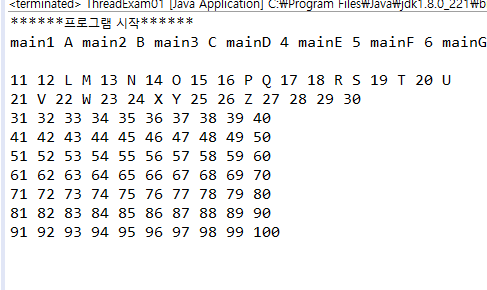 <terminated> ThreadExam01 [Java Application] C:\Program Files\Java\jdk1.8.0_221\b
******프로그램 시작******
main1 A main2 B main3 C mainD 4 mainE 5 mainF 6 mainG
11 12 L M 13 N 14 O 15 16 P Q 17 18 R S 19 T 20 U
21 V 22 W 23 24 X Y 25 26 Z 27 28 29 30
31 32 33 34 35 36 37 38 39 40
41 42 43 44 45 46 47 48 49 50
51 52 53 54 55 56 57 58 59 60
61 62 63 64 65 66 67 68 69 70
71 72 73 74 75 76 77 78 79 80
81 82 83 84 85 86 87 88 89 90
91 92 93 94 95 96 97 98 99 100